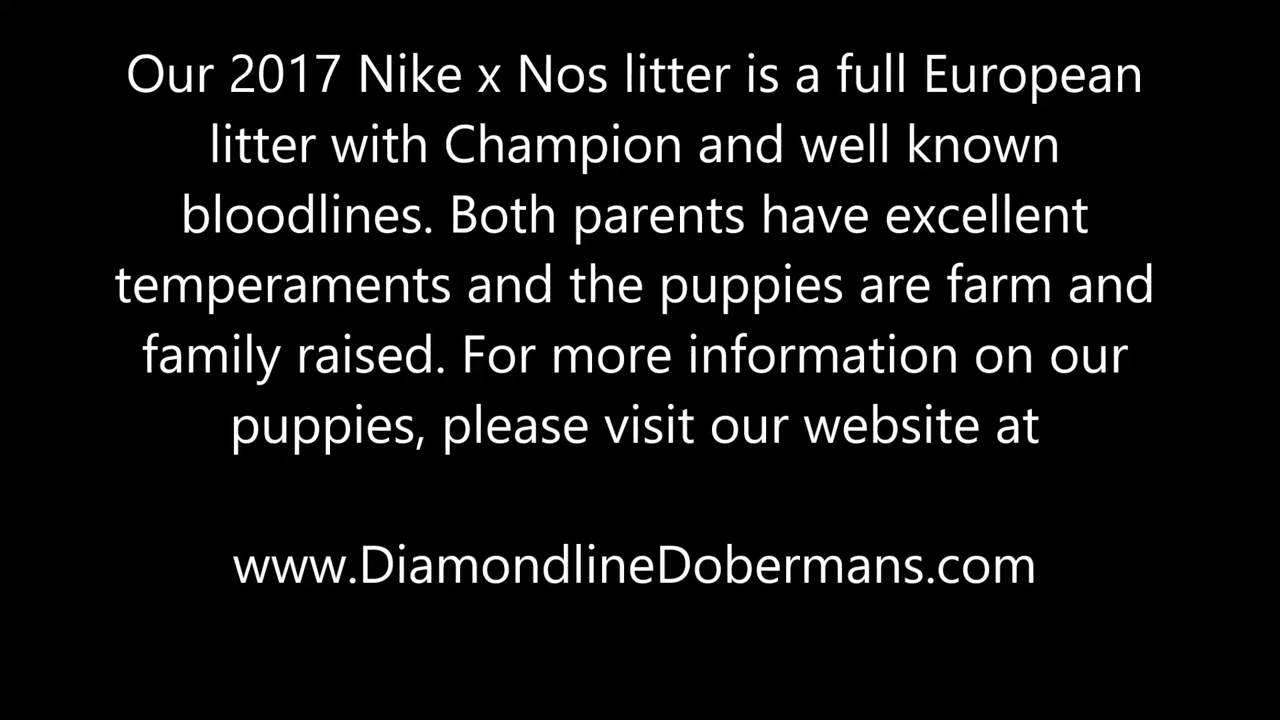 Our 2017 Nike x Nos litter is a full European
litter with Champion and well known
bloodlines. Both parents have excellent
temperaments and the puppies are farm and
family raised. For more information on our
puppies, please visit our website at
www.DiamondlineDobermans.com